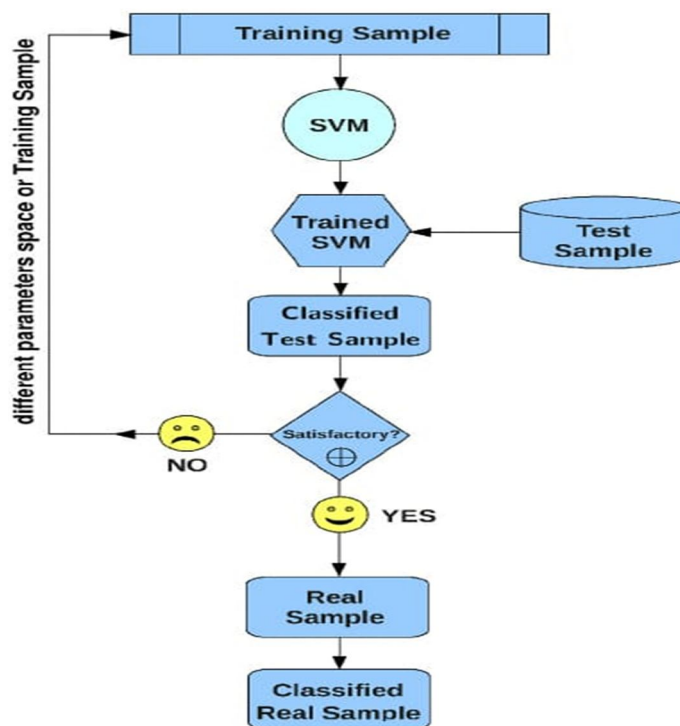 Training Sample
different parameters space or Training Sample
SVM
Trained
SVM
Test
Sample
Classified
Test Sample
Satisfactory?
NO
YES
Real
Sample
Classified
Real Sample